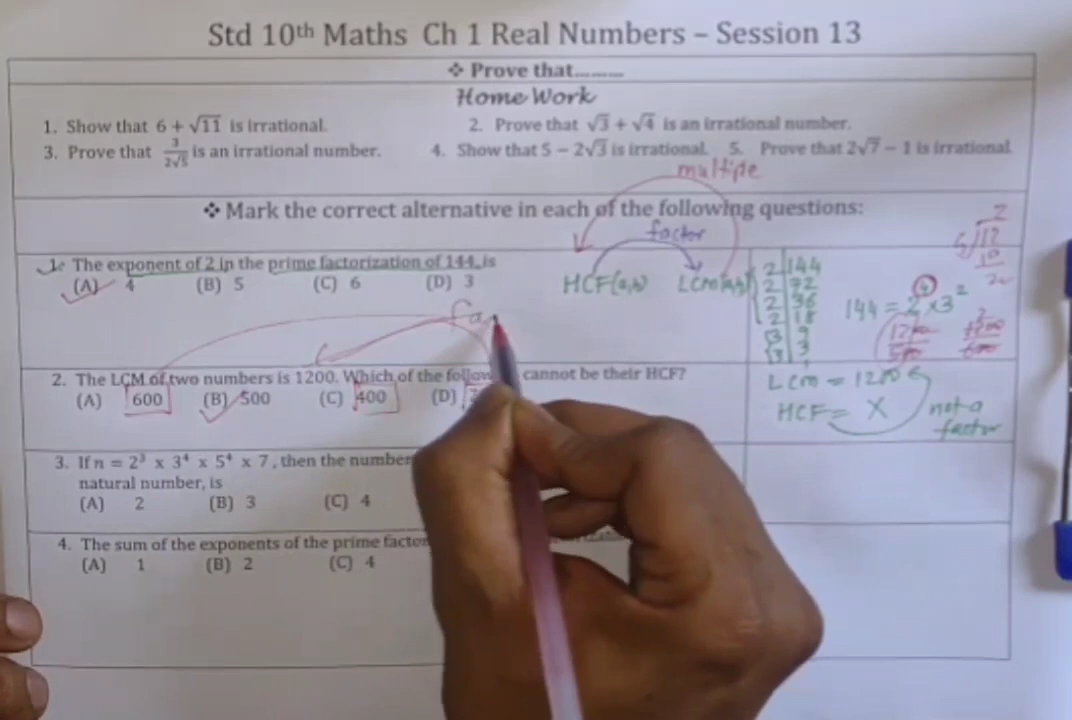 Std 10th Maths Ch 1 Real Numbers – Session 13
❖ Prove that.........
Home Work
1. Show that 6 + √11 is irrational.
2. Prove that √3 + √4 is an irrational number.
3. Prove that 3/2√5 is an irrational number.
4. Show that 5 − 2√3 is irrational.
5. Prove that 2√7 − 1 is irrational
multiple
❖ Mark the correct alternative in each of the following questions:
factor
1. The exponent of 2 in the prime factorization of 144, is
(A) 4 (B) 5 (C) 6 (D) 3
HCF(a,b) LCM(a,b)
2 144
2 72
2 36
2 18
3 9
3 3
1
144 = 2⁴ × 3²
2
5 12
10
2. The LCM of two numbers is 1200. Which of the cannot be their HCF?
(A) 600 (B) 500 (C) 400 (D)
LCM = 1200
HCF = X
not a
factor
3. If n = 2³ x 3⁴ x 5⁴ x 7, then the number
natural number, is
(A) 2 (B) 3 (C) 4
4. The sum of the exponents of the prime
(A) 1 (B) 2 (C) 4